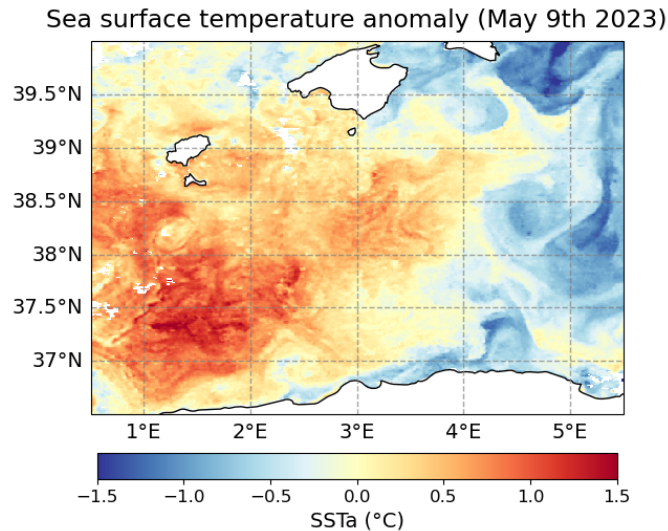 Sea surface temperature anomaly (May 9th 2023)
39.5°N
39°N
38.5°N
38°N
37.5°N
37°N
1°E 2°E 3°E 4°E 5°E
−1.5 −1.0 −0.5 0.0 0.5 1.0 1.5
SSTa (°C)